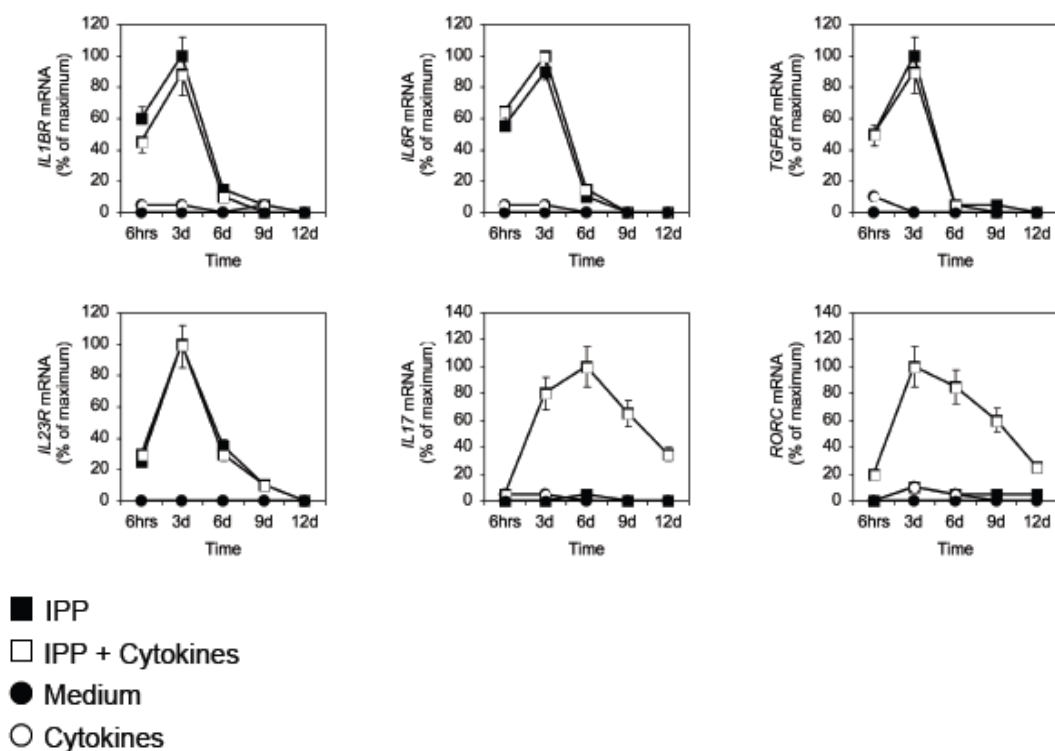 120
100
80
60
40
20
0
IL1BR mRNA
(% of maximum)
6hrs 3d 6d 9d 12d
Time
120
100
80
60
40
20
0
IL6R mRNA
(% of maximum)
6hrs 3d 6d 9d 12d
Time
120
100
80
60
40
20
0
TGFBR mRNA
(% of maximum)
6hrs 3d 6d 9d 12d
Time
120
100
80
60
40
20
0
IL23R mRNA
(% of maximum)
6hrs 3d 6d 9d 12d
Time
140
120
100
80
60
40
20
0
IL17 mRNA
(% of maximum)
6hrs 3d 6d 9d 12d
Time
140
120
100
80
60
40
20
0
RORC mRNA
(% of maximum)
6hrs 3d 6d 9d 12d
Time
IPP
IPP + Cytokines
Medium
Cytokines